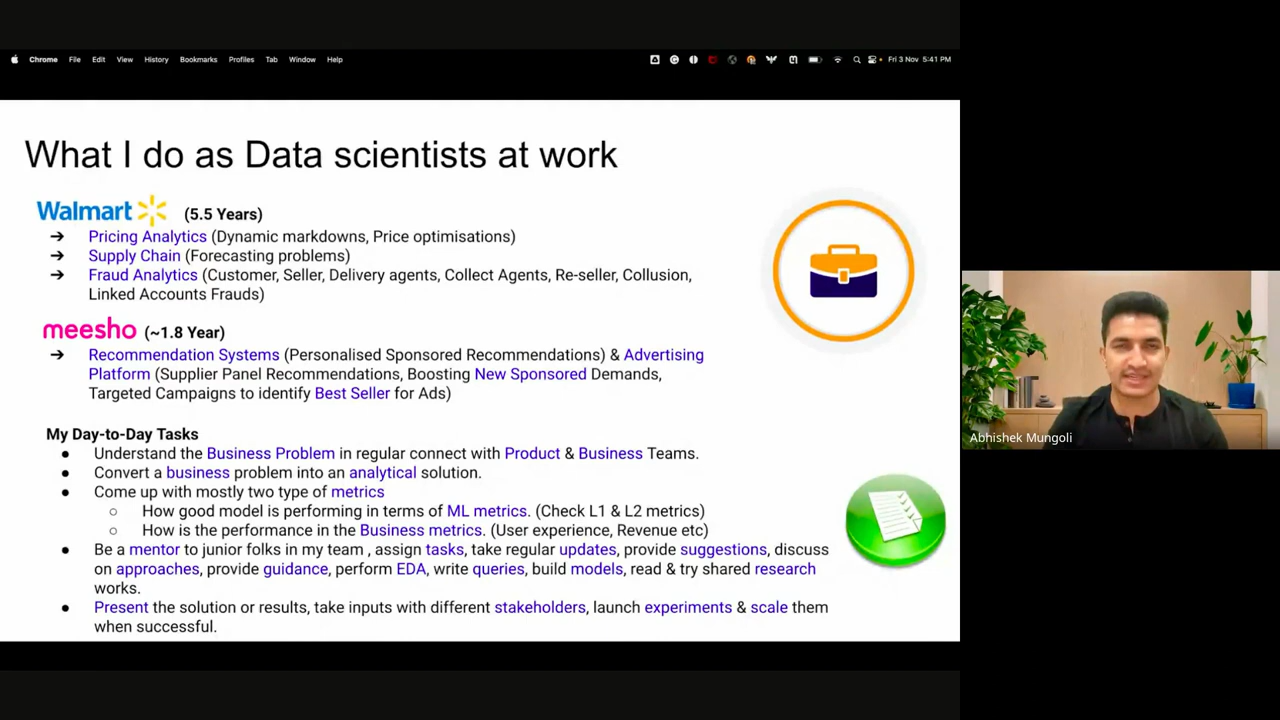 Chrome File Edit View History Bookmarks Profiles Tab Window Help Fri 3 Nov 5:41 PM
What I do as Data scientists at work
Walmart (5.5 Years)
➔ Pricing Analytics (Dynamic markdowns, Price optimisations)
➔ Supply Chain (Forecasting problems)
➔ Fraud Analytics (Customer, Seller, Delivery agents, Collect Agents, Re-seller, Collusion,
Linked Accounts Frauds)
meesho (~1.8 Year)
➔ Recommendation Systems (Personalised Sponsored Recommendations) & Advertising
Platform (Supplier Panel Recommendations, Boosting New Sponsored Demands,
Targeted Campaigns to identify Best Seller for Ads)
My Day-to-Day Tasks
● Understand the Business Problem in regular connect with Product & Business Teams.
● Convert a business problem into an analytical solution.
● Come up with mostly two type of metrics
○ How good model is performing in terms of ML metrics. (Check L1 & L2 metrics)
○ How is the performance in the Business metrics. (User experience, Revenue etc)
● Be a mentor to junior folks in my team , assign tasks, take regular updates, provide suggestions, discuss
on approaches, provide guidance, perform EDA, write queries, build models, read & try shared research
works.
● Present the solution or results, take inputs with different stakeholders, launch experiments & scale them
when successful.
Abhishek Mungoli